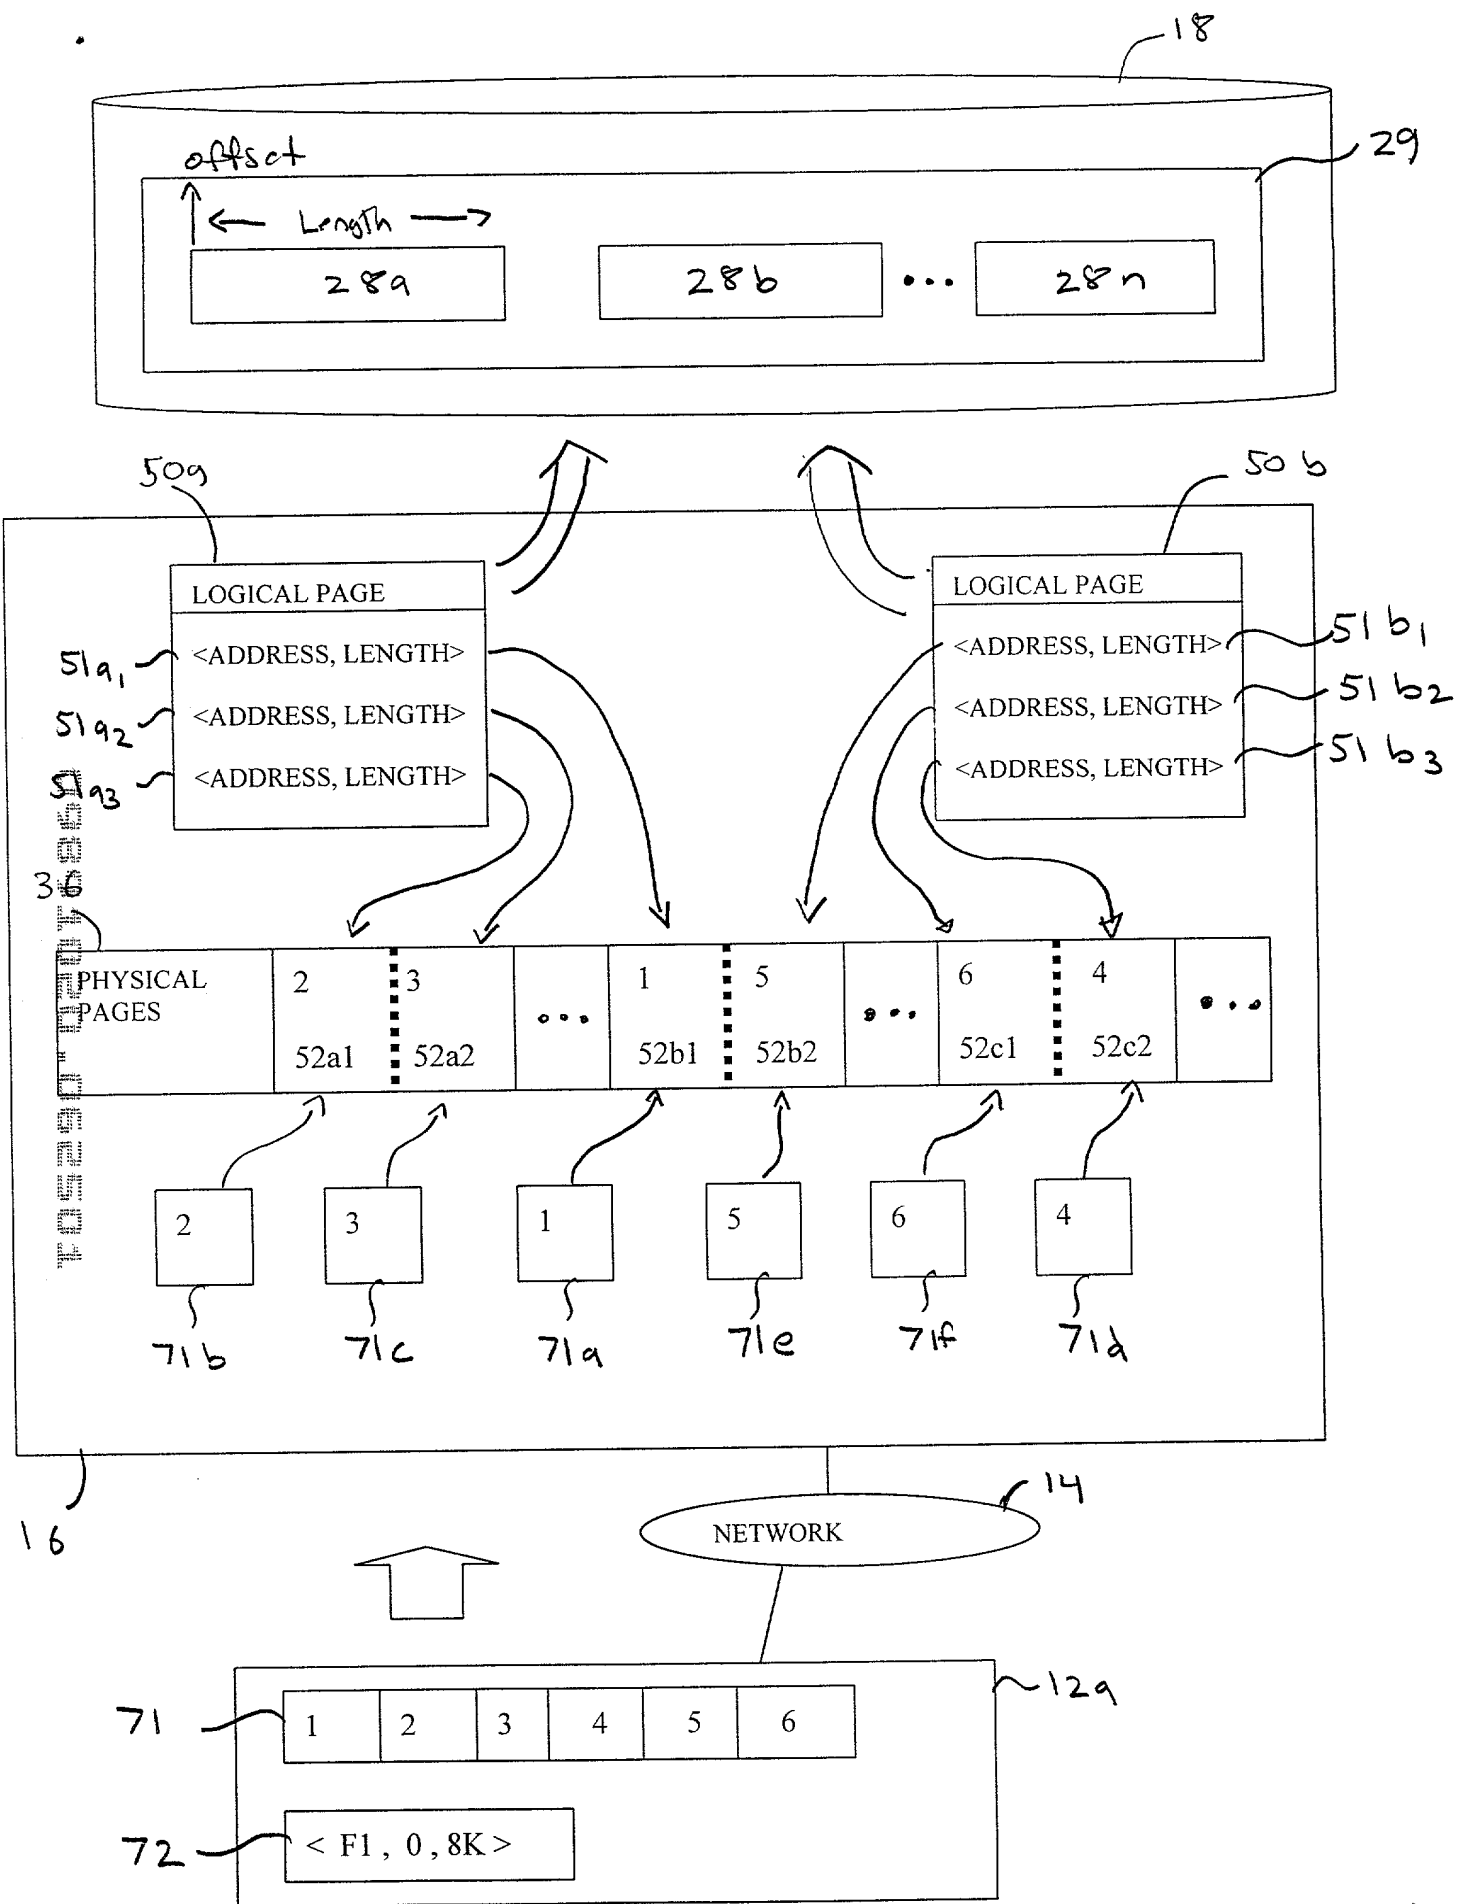 18
offset
29
← Length →
28a
28b
...
28n
50a
50b
LOGICAL PAGE
LOGICAL PAGE
51a1
<ADDRESS, LENGTH>
<ADDRESS, LENGTH>
51b1
51a2
<ADDRESS, LENGTH>
<ADDRESS, LENGTH>
51b2
51a3
<ADDRESS, LENGTH>
<ADDRESS, LENGTH>
51b3
36
PHYSICAL
PAGES
2
3
...
1
5
...
6
4
...
52a1
52a2
52b1
52b2
52c1
52c2
2
3
1
5
6
4
71b
71c
71a
71e
71f
71d
16
14
NETWORK
12a
71
1
2
3
4
5
6
72
< F1 , 0 , 8K >